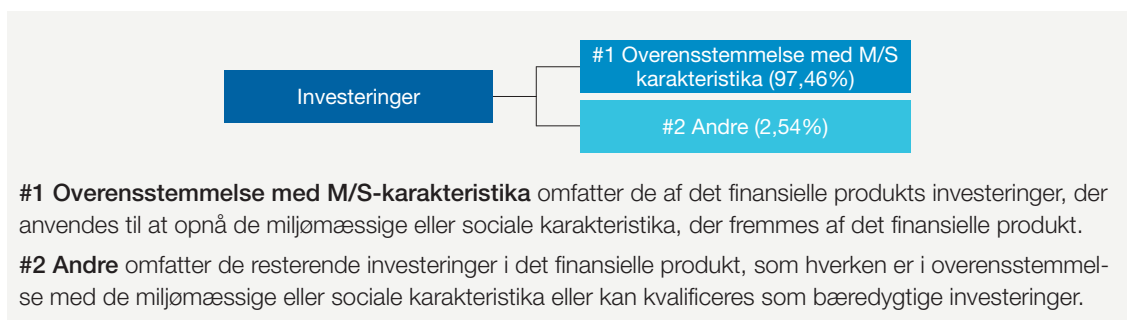 #1 Overensstemmelse med M/S
karakteristika (97,46%)
Investeringer
#2 Andre (2,54%)
#1 Overensstemmelse med M/S-karakteristika omfatter de af det finansielle produkts investeringer, der
anvendes til at opnå de miljømæssige eller sociale karakteristika, der fremmes af det finansielle produkt.
#2 Andre omfatter de resterende investeringer i det finansielle produkt, som hverken er i overensstemmel-
se med de miljømæssige eller sociale karakteristika eller kan kvalificeres som bæredygtige investeringer.